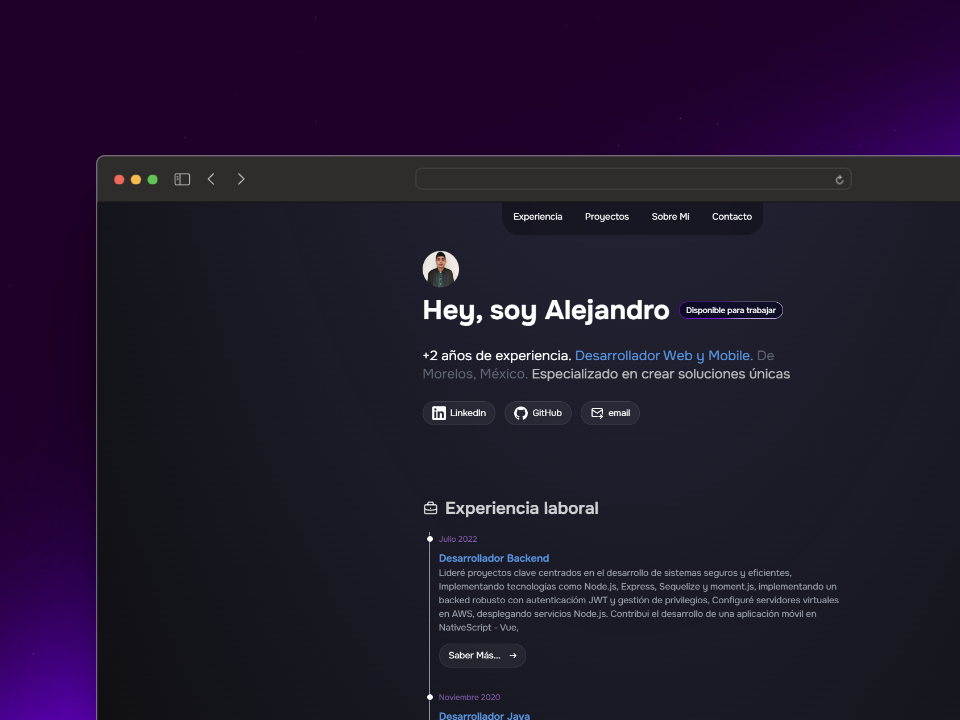 Experiencia Proyectos Sobre Mi Contacto
Hey, soy Alejandro Disponible para trabajar
+2 años de experiencia. Desarrollador Web y Mobile. De
Morelos, México. Especializado en crear soluciones únicas
LinkedIn GitHub email
Experiencia laboral
Julio 2022
Desarrollador Backend
Lideré proyectos clave centrados en el desarrollo de sistemas seguros y eficientes,
Implementando tecnologías como Node.js, Express, Sequelize y moment.js, implementando un
backed robusto con autenticación JWT y gestión de privilegios, Configuré servidores virtuales
en AWS, desplegando servicios Node.js. Contribui el desarrollo de una aplicación móvil en
NativeScript - Vue,
Saber Más...
Noviembre 2020
Desarrollador Java